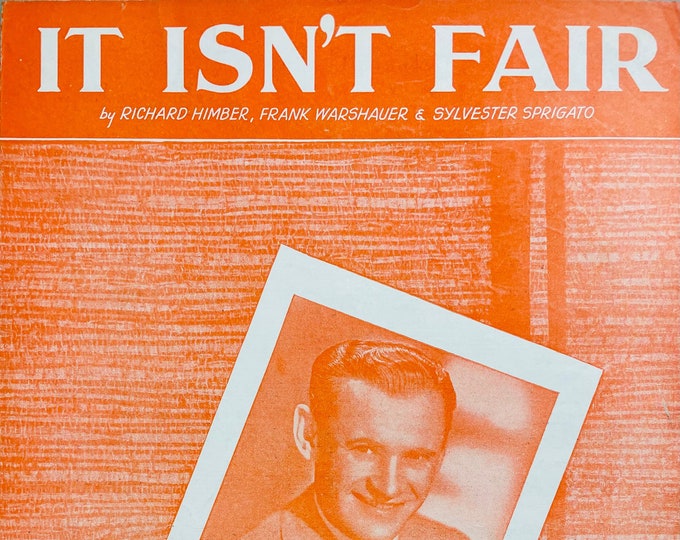 IT ISN'T FAIR
by RICHARD HIMBER, FRANK WARSHAUER & SYLVESTER SPRIGATO